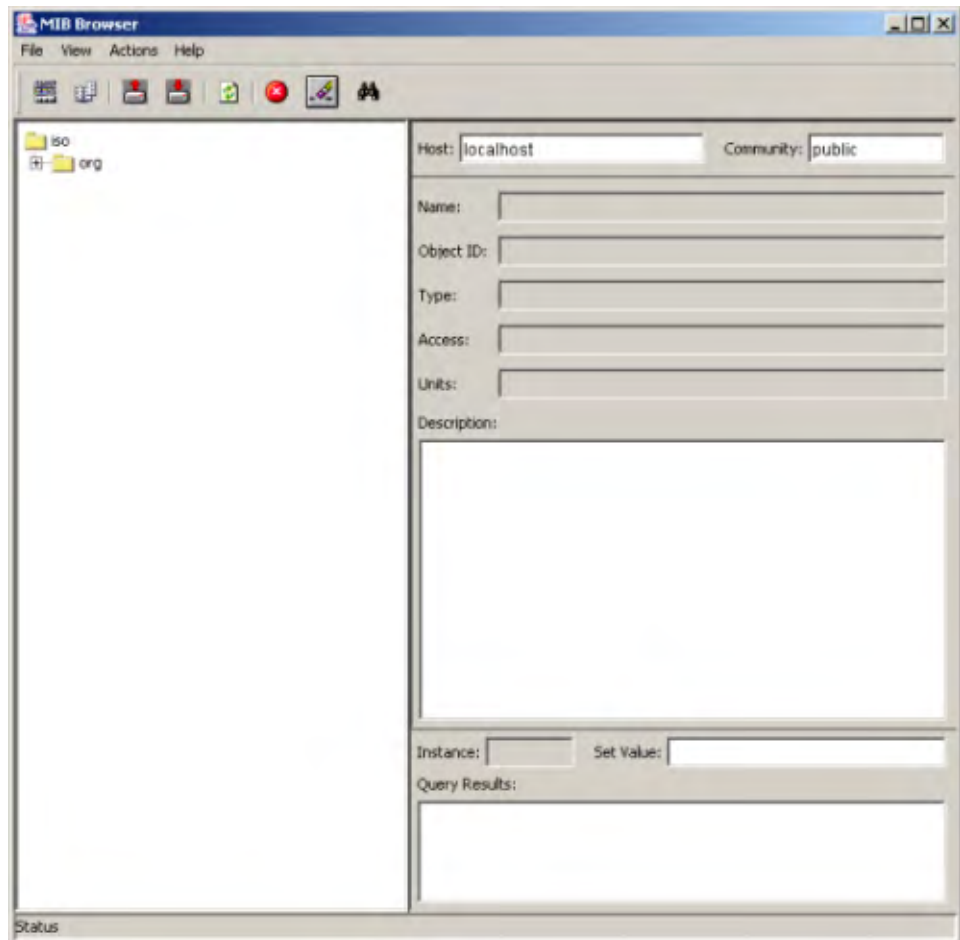 MIB Browser
File View Actions Help
iso
org
Host: localhost Community: public
Name:
Object ID:
Type:
Access:
Units:
Description:
Instance: Set Value:
Query Results:
Status